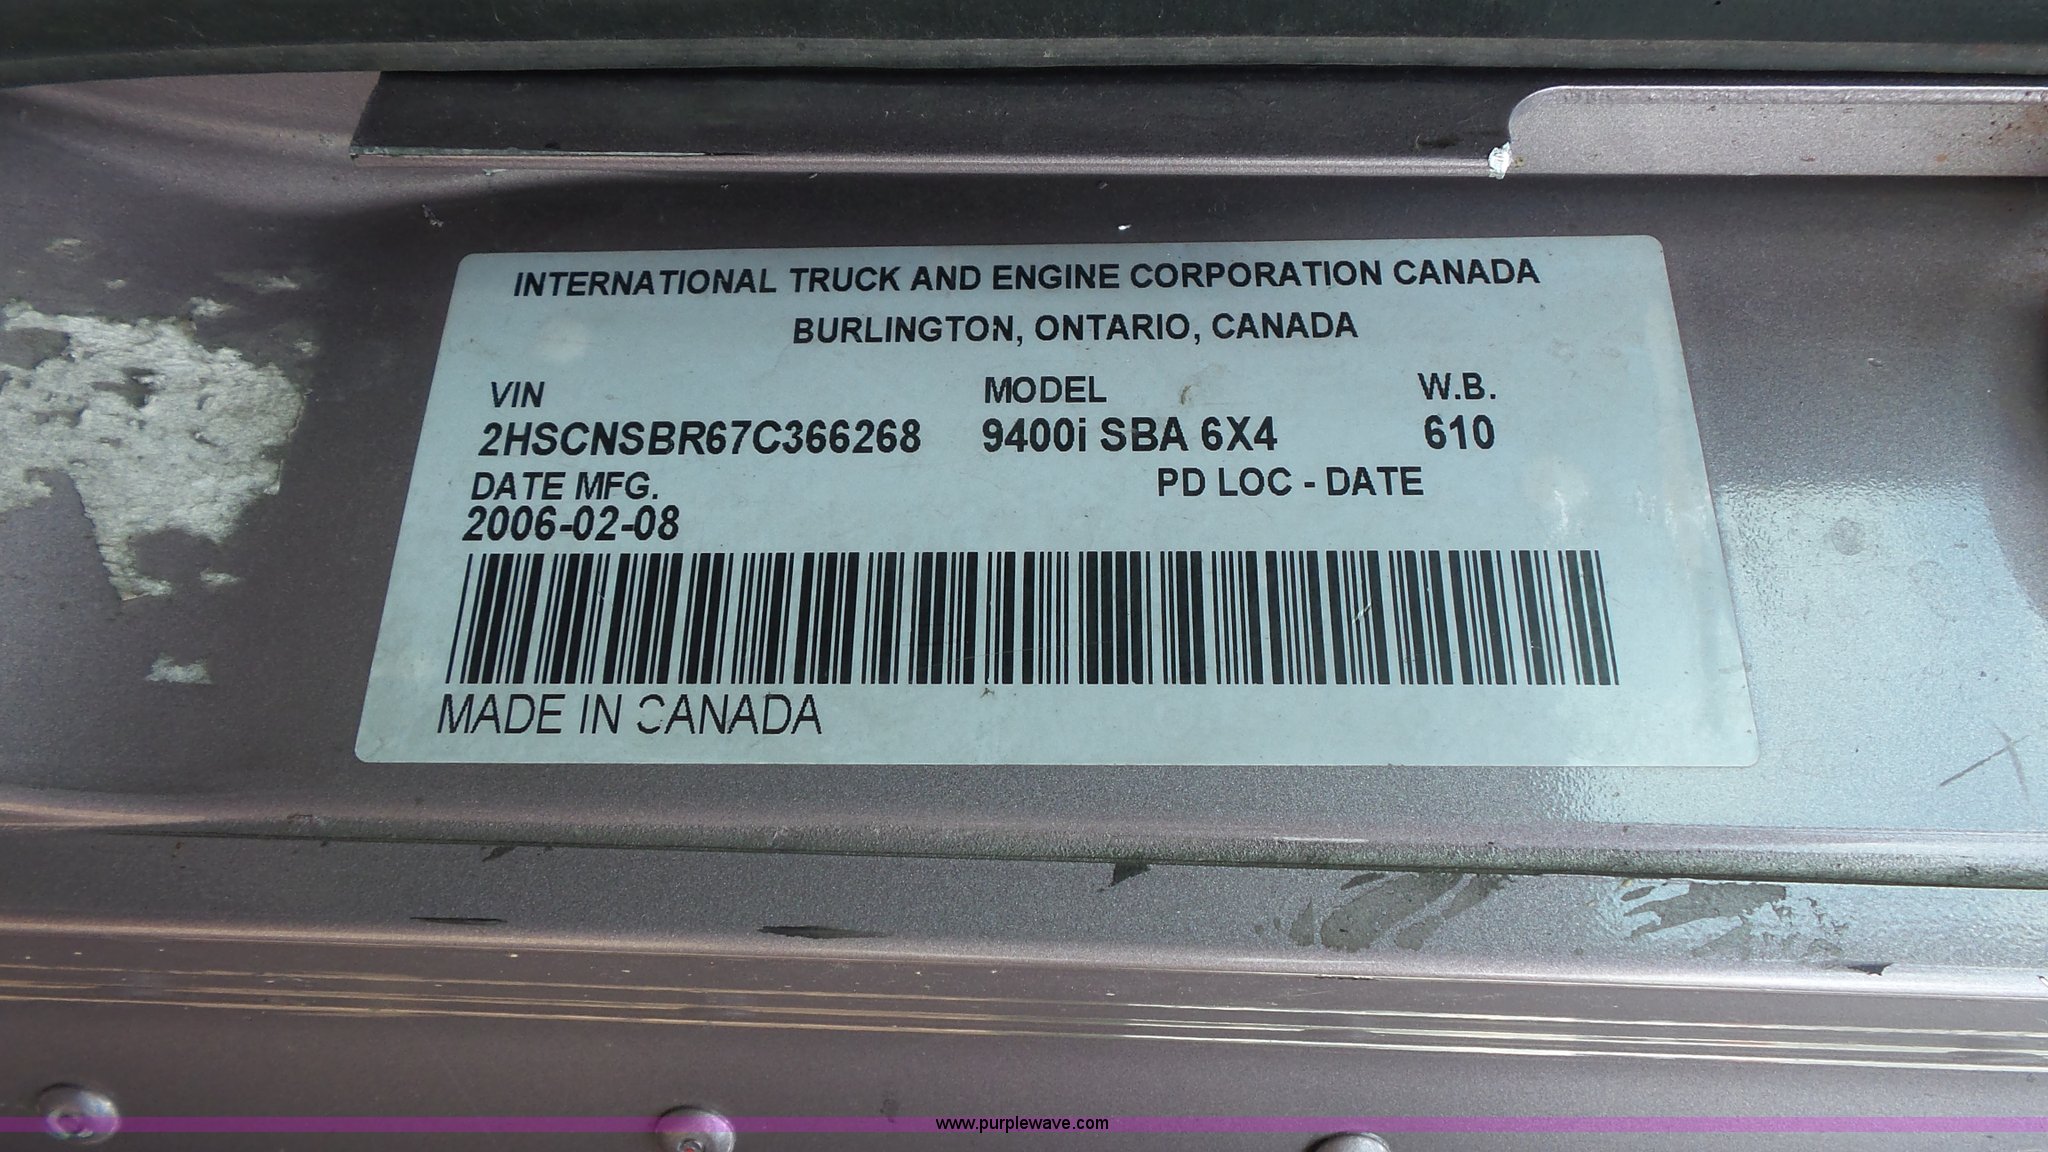 INTERNATIONAL TRUCK AND ENGINE CORPORATION CANADA
BURLINGTON, ONTARIO, CANADA
VIN MODEL W.B.
2HSCNSBR67C366268 9400i SBA 6X4 610
DATE MFG. PD LOC - DATE
2006-02-08
MADE IN CANADA
www.purplewave.com